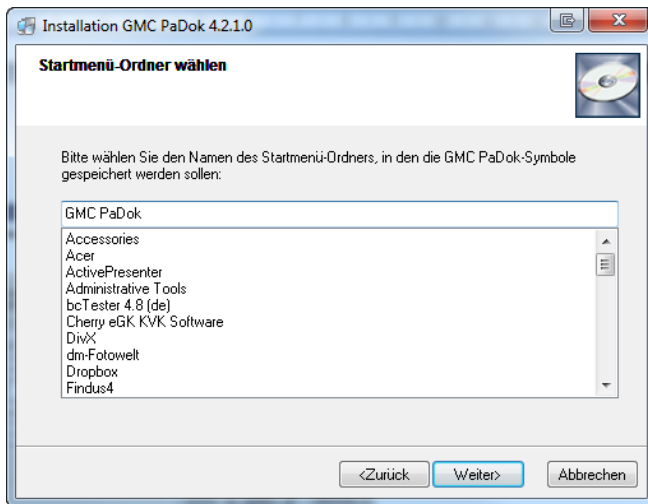 Installation GMC PaDok 4.2.1.0
Startmenü-Ordner wählen
Bitte wählen Sie den Namen des Startmenü-Ordners, in den die GMC PaDok-Symbole
gespeichert werden sollen:
GMC PaDok
Accessories
Acer
ActivePresenter
Administrative Tools
bcTester 4.8 (de)
Cherry eGK KVK Software
DivX
dm-Fotowelt
Dropbox
Findus4
<Zurück Weiter> Abbrechen